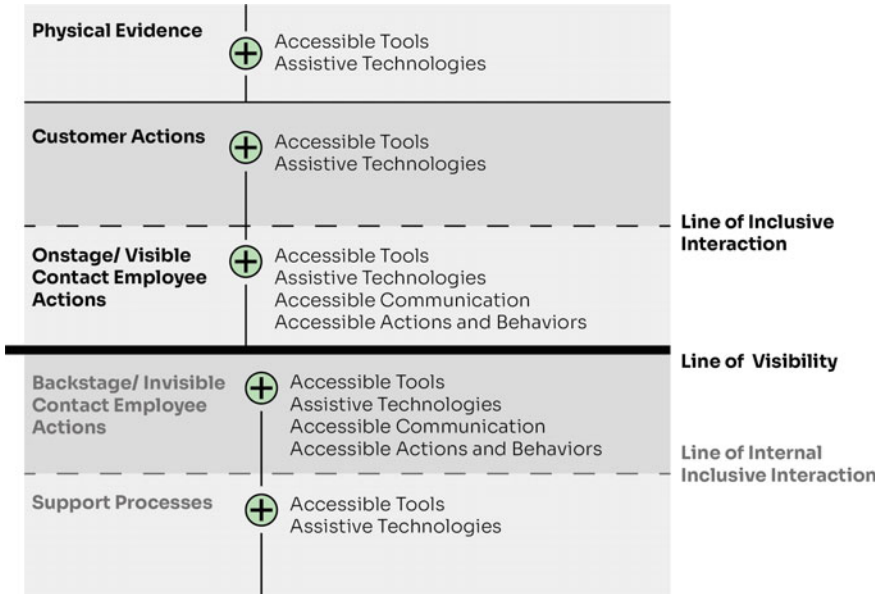 Physical Evidence
Accessible Tools
Assistive Technologies
Customer Actions
Accessible Tools
Assistive Technologies
Line of Inclusive
Interaction
Onstage/ Visible
Contact Employee
Actions
Accessible Tools
Assistive Technologies
Accessible Communication
Accessible Actions and Behaviors
Line of Visibility
Backstage/ Invisible
Contact Employee
Actions
Accessible Tools
Assistive Technologies
Accessible Communication
Accessible Actions and Behaviors
Line of Internal
Inclusive Interaction
Support Processes
Accessible Tools
Assistive Technologies